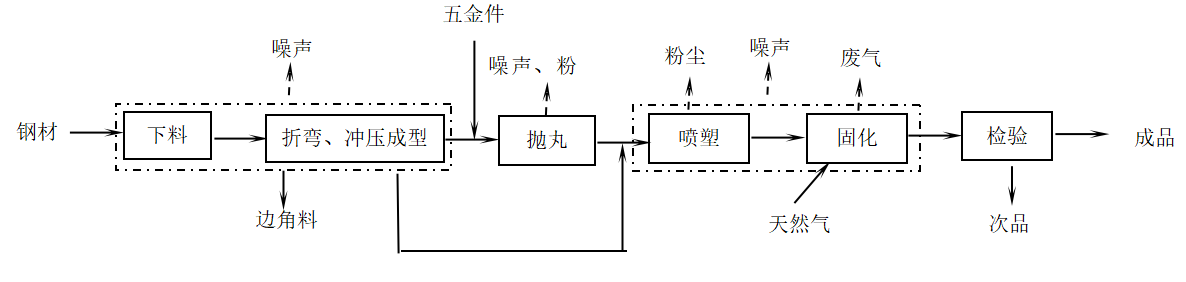 五金件
噪声
噪声、粉
粉尘
噪声
废气
钢材
下料
折弯、冲压成型
抛丸
喷塑
固化
检验
成品
边角料
天然气
次品